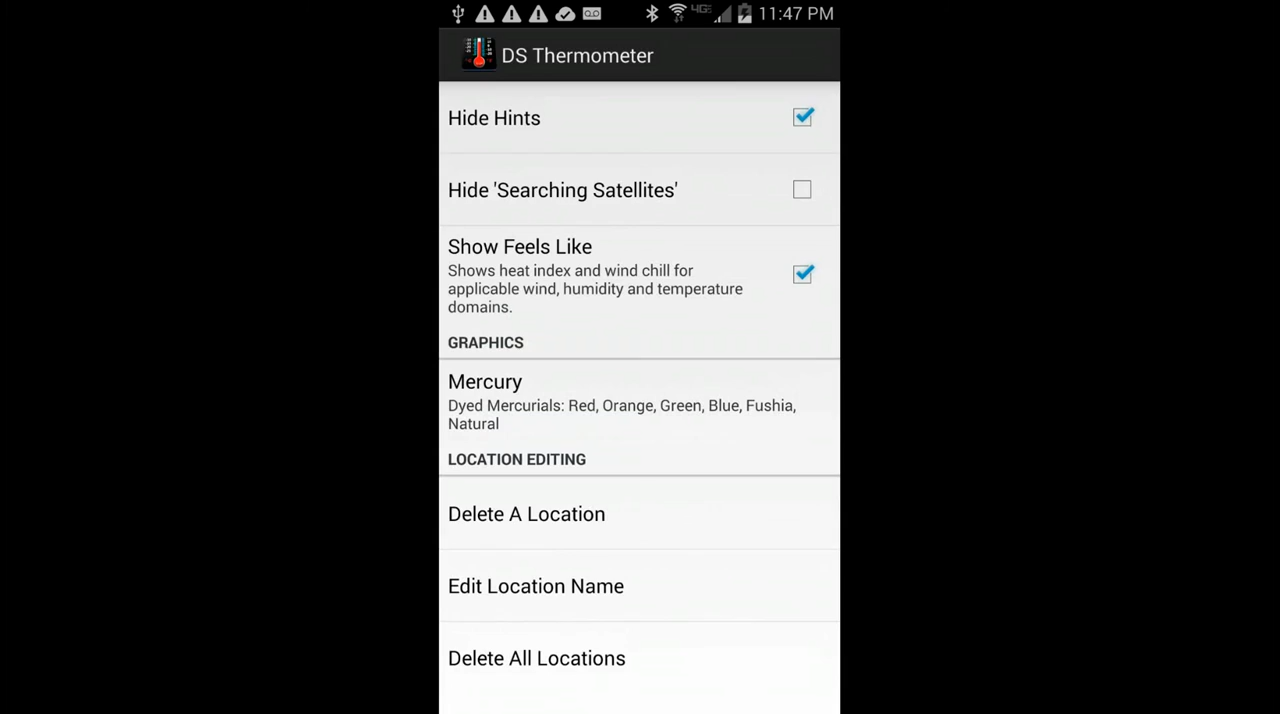 4G 11:47 PM
DS Thermometer
Hide Hints
Hide 'Searching Satellites'
Show Feels Like
Shows heat index and wind chill for
applicable wind, humidity and temperature
domains.
GRAPHICS
Mercury
Dyed Mercurials: Red, Orange, Green, Blue, Fushia,
Natural
LOCATION EDITING
Delete A Location
Edit Location Name
Delete All Locations